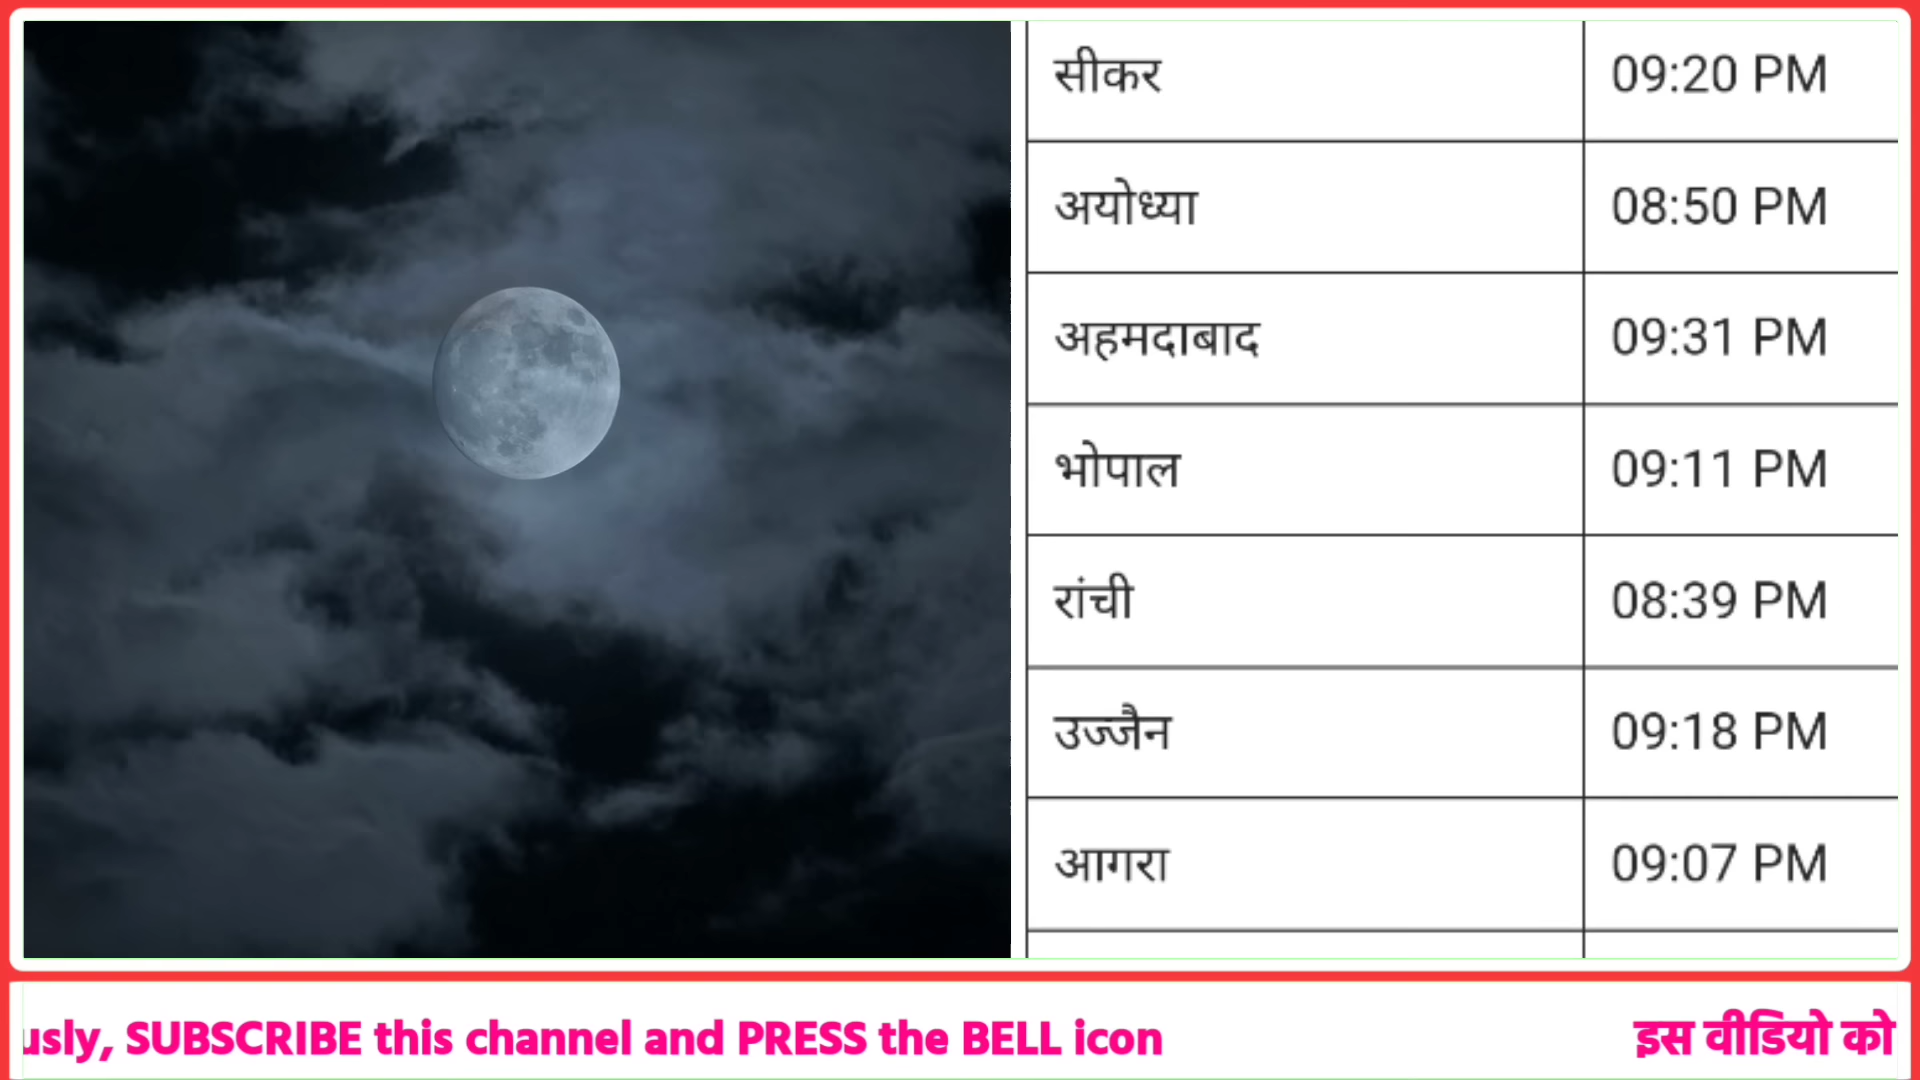 सीकर 09:20 PM
अयोध्या 08:50 PM
अहमदाबाद 09:31 PM
भोपाल 09:11 PM
रांची 08:39 PM
उज्जैन 09:18 PM
आगरा 09:07 PM
usly, SUBSCRIBE this channel and PRESS the BELL icon इस वीडियो को